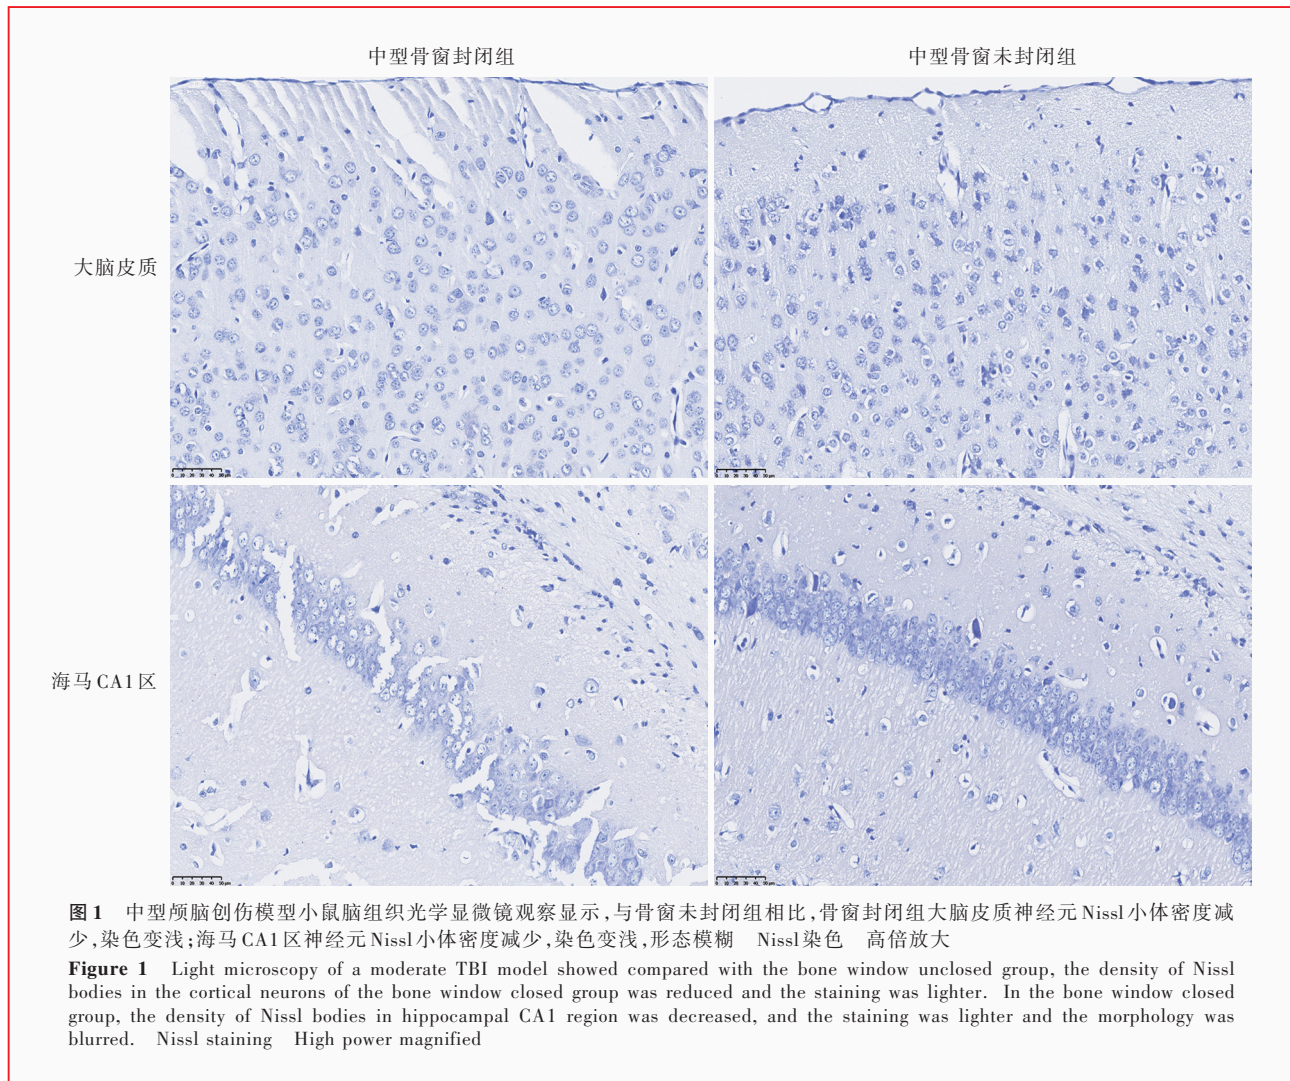 中型骨窗封闭组
中型骨窗未封闭组
大脑皮质
海马CA1区
图1 中型颅脑创伤模型小鼠脑组织光学显微镜观察显示,与骨窗未封闭组相比,骨窗封闭组大脑皮质神经元Nissl小体密度减
少,染色变浅;海马CA1区神经元Nissl小体密度减少,染色变浅,形态模糊 Nissl染色 高倍放大
Figure 1 Light microscopy of a moderate TBI model showed compared with the bone window unclosed group, the density of Nissl
bodies in the cortical neurons of the bone window closed group was reduced and the staining was lighter. In the bone window closed
group, the density of Nissl bodies in hippocampal CA1 region was decreased, and the staining was lighter and the morphology was
blurred. Nissl staining High power magnified